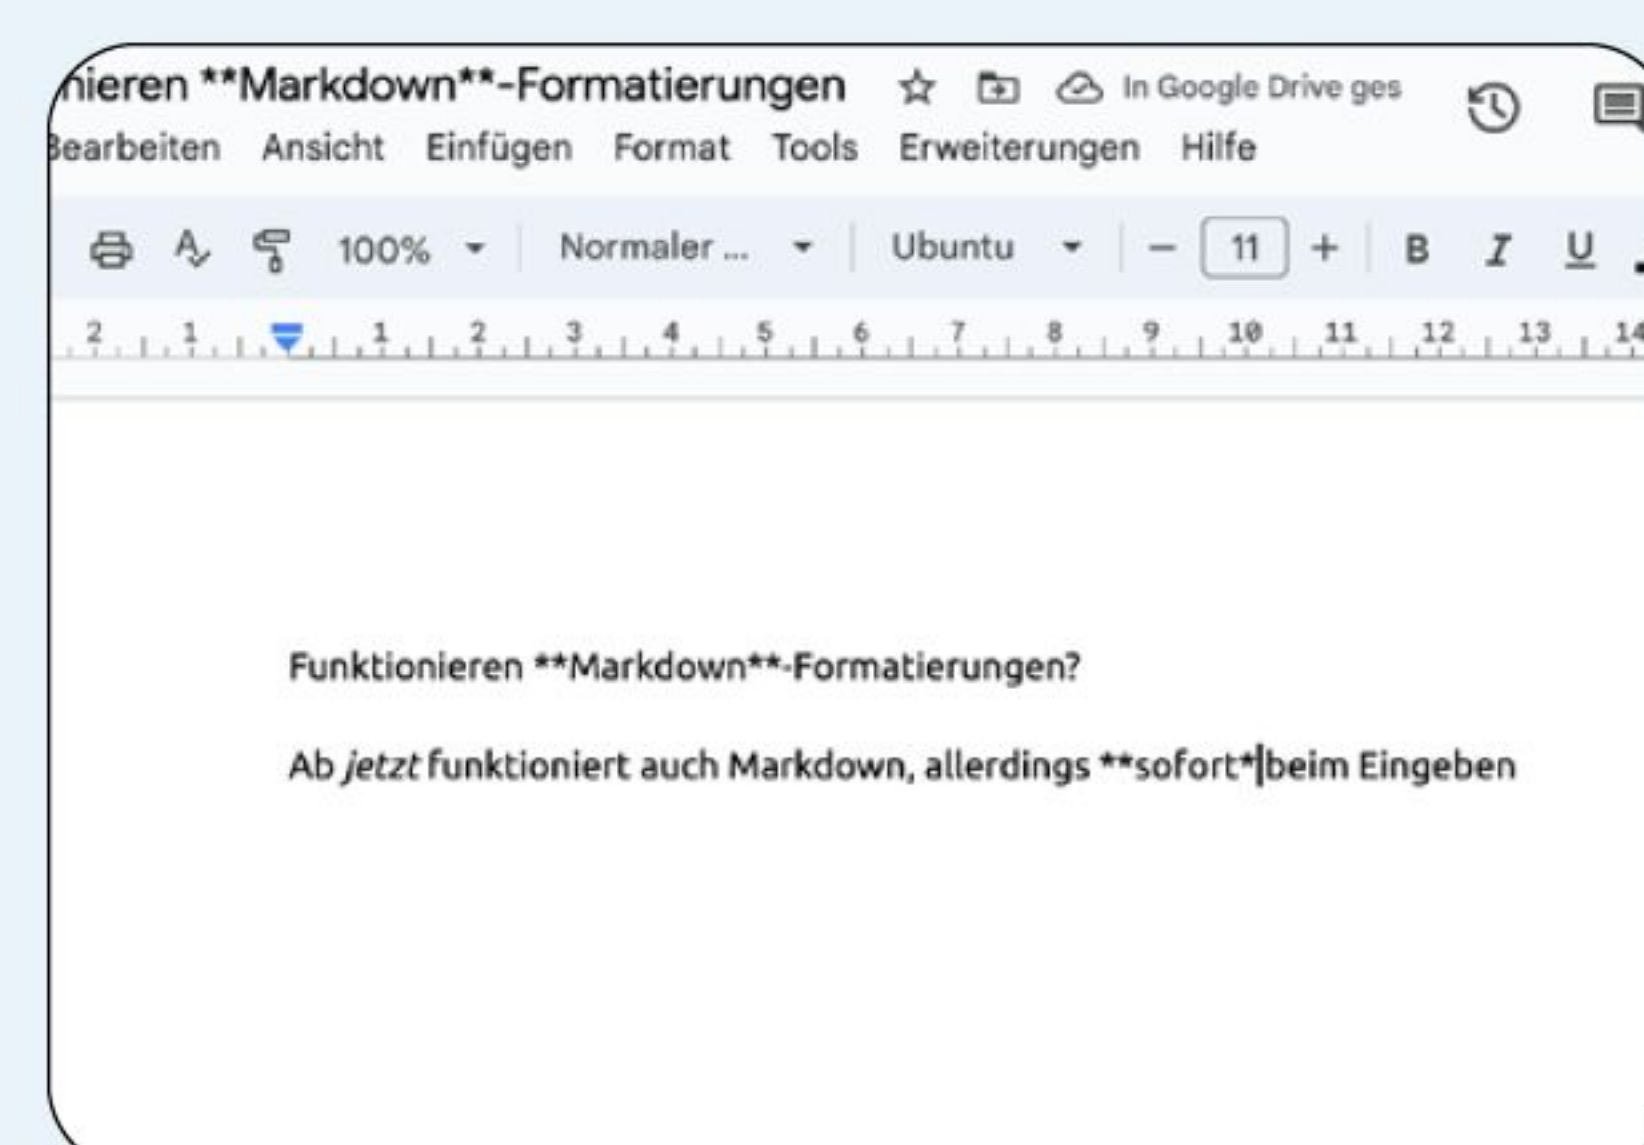 nieren **Markdown**-Formatierungen In Google Drive ges
Bearbeiten Ansicht Einfügen Format Tools Erweiterungen Hilfe
100% Normaler ... Ubuntu − 11 + B I U
2 1 1 2 3 4 5 6 7 8 9 10 11 12 13 14
Funktionieren **Markdown**-Formatierungen?
Ab jetzt funktioniert auch Markdown, allerdings **sofort* beim Eingeben